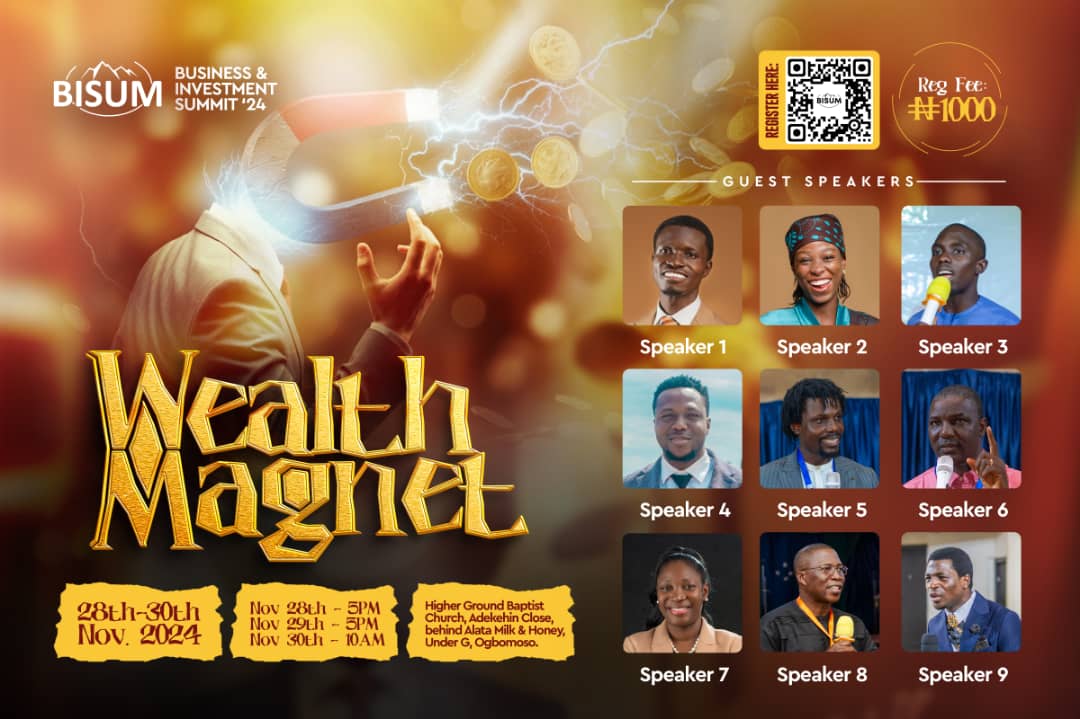 BISUM
BUSINESS &
INVESTMENT
SUMMIT '24
REGISTER HERE:
BISUM
Reg Fee:
₦1000
GUEST SPEAKERS
Speaker 1
Speaker 2
Speaker 3
Speaker 4
Speaker 5
Speaker 6
Speaker 7
Speaker 8
Speaker 9
Wealth
Magnet
28th-30th
Nov. 2024
Nov 28th - 5PM
Nov 29th - 5PM
Nov 30th - 10AM
Higher Ground Baptist
Church, Adekehin Close,
behind Alata Milk & Honey,
Under G, Ogbomoso.